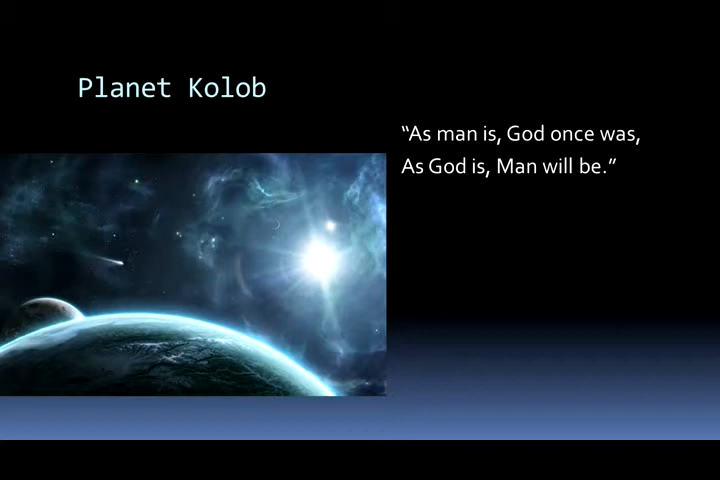 Planet Kolob
“As man is, God once was,
As God is, Man will be.”